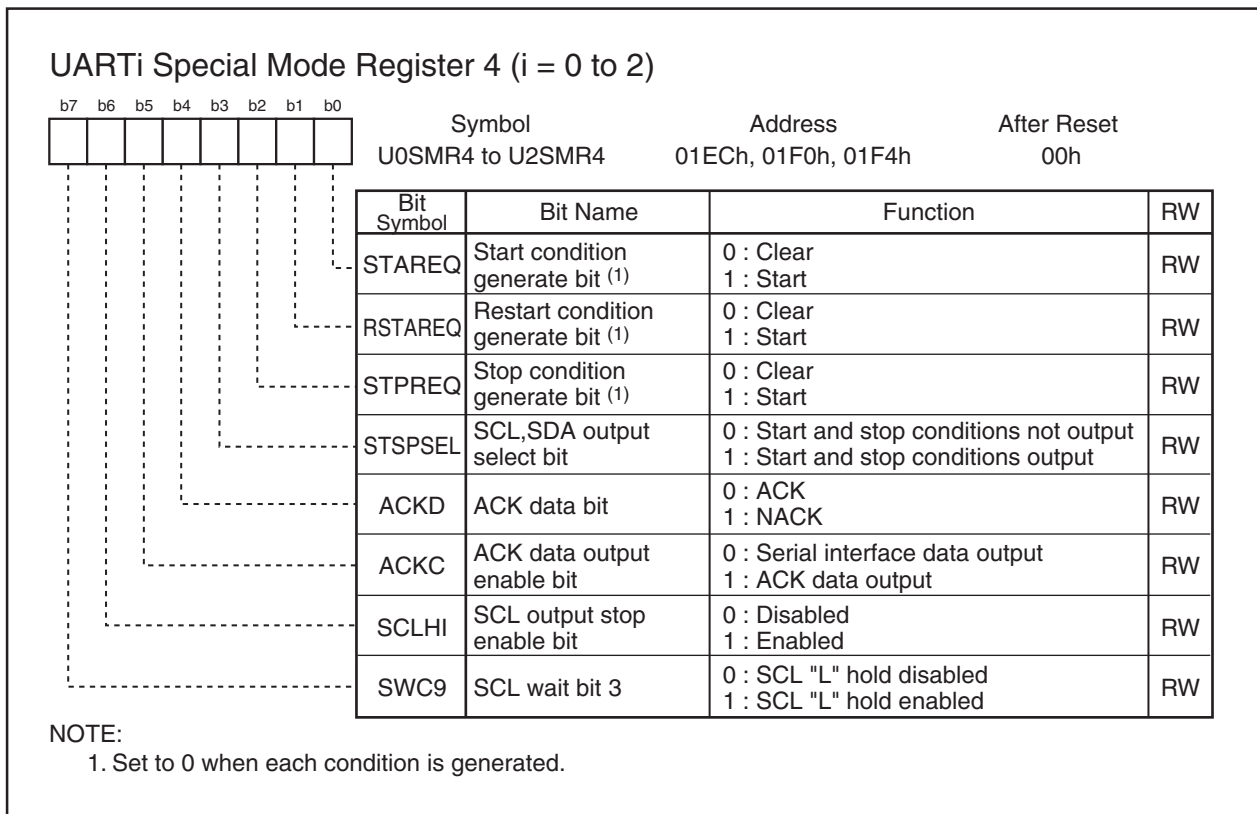 UARTi Special Mode Register 4 (i = 0 to 2)
b7 b6 b5 b4 b3 b2 b1 b0
Symbol Address After Reset
U0SMR4 to U2SMR4 01ECh, 01F0h, 01F4h 00h
Bit Symbol Bit Name Function RW
STAREQ Start condition generate bit (1) 0 : Clear 1 : Start RW
RSTAREQ Restart condition generate bit (1) 0 : Clear 1 : Start RW
STPREQ Stop condition generate bit (1) 0 : Clear 1 : Start RW
STSPSEL SCL,SDA output select bit 0 : Start and stop conditions not output 1 : Start and stop conditions output RW
ACKD ACK data bit 0 : ACK 1 : NACK RW
ACKC ACK data output enable bit 0 : Serial interface data output 1 : ACK data output RW
SCLHI SCL output stop enable bit 0 : Disabled 1 : Enabled RW
SWC9 SCL wait bit 3 0 : SCL "L" hold disabled 1 : SCL "L" hold enabled RW
NOTE:
1. Set to 0 when each condition is generated.